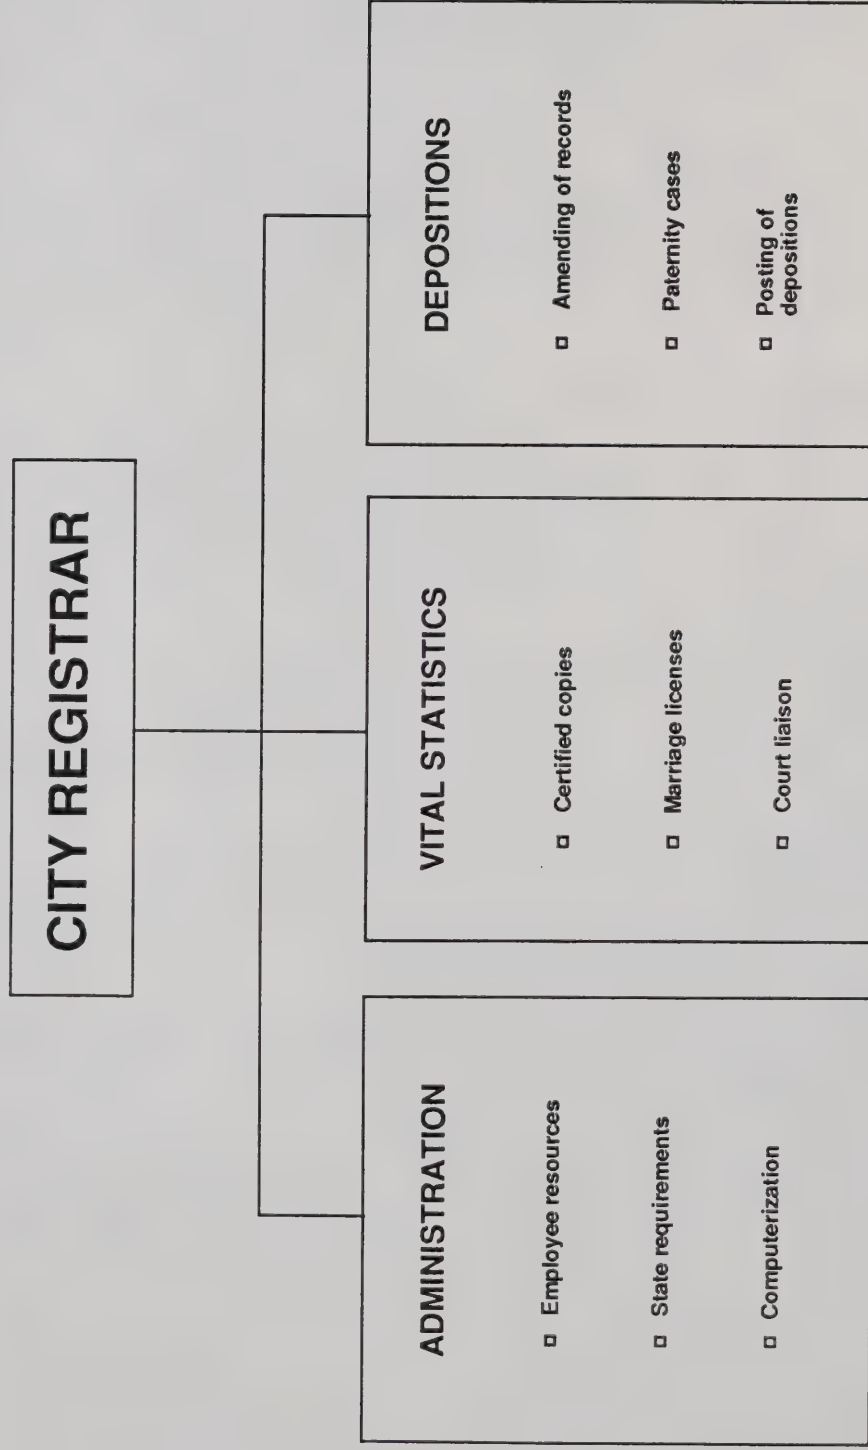 CITY REGISTRAR
ADMINISTRATION
Employee resources
State requirements
Computerization
VITAL STATISTICS
Certified copies
Marriage licenses
Court liaison
DEPOSITIONS
Amending of records
Paternity cases
Posting of
depositions